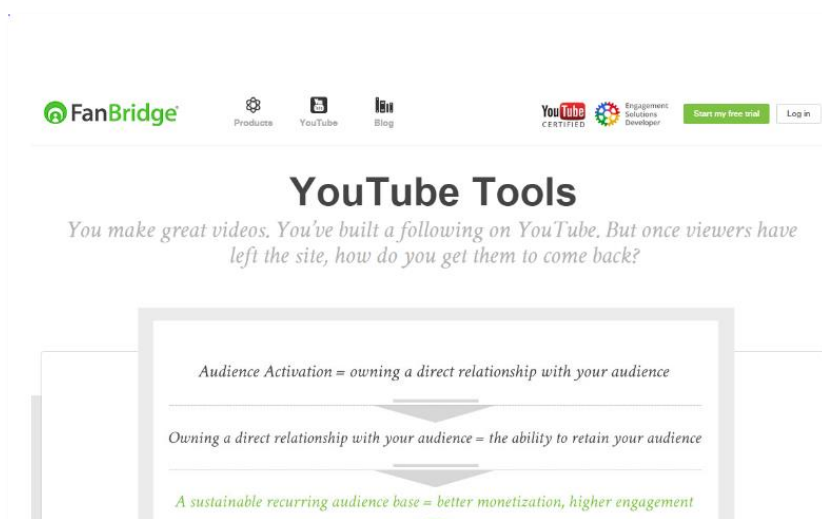 FanBridge
Products
YouTube
Blog
YouTube
CERTIFIED
Engagement
Solutions
Developer
Start my free trial
Log in
YouTube Tools
You make great videos. You've built a following on YouTube. But once viewers have
left the site, how do you get them to come back?
Audience Activation = owning a direct relationship with your audience
Owning a direct relationship with your audience = the ability to retain your audience
A sustainable recurring audience base = better monetization, higher engagement